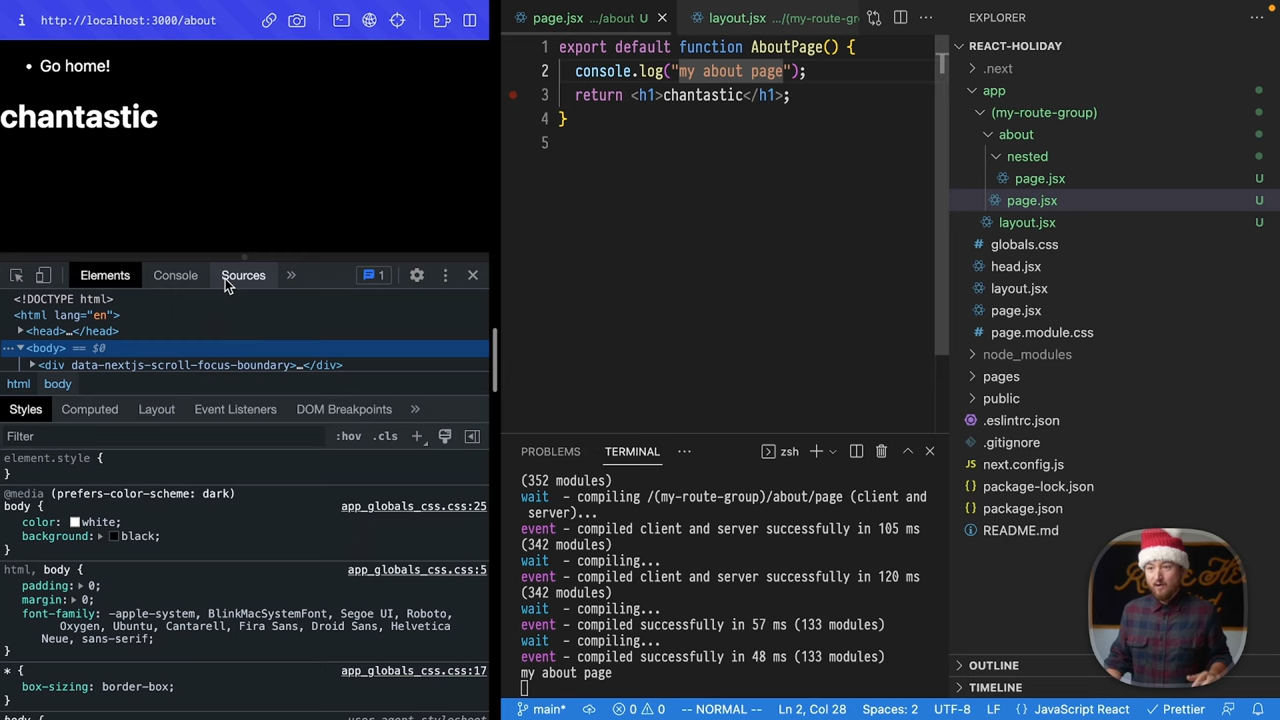 http://localhost:3000/about
• Go home!
chantastic
Elements Console Sources » 1
<!DOCTYPE html>
<html lang="en">
<head>…</head>
<body> == $0
<div data-nextjs-scroll-focus-boundary>…</div>
html body
Styles Computed Layout Event Listeners DOM Breakpoints »
Filter :hov .cls +
element.style {
}
@media (prefers-color-scheme: dark)
body { app_globals_css.css:25
color: white;
background: black;
}
html, body { app_globals_css.css:5
padding: 0;
margin: 0;
font-family: -apple-system, BlinkMacSystemFont, Segoe UI, Roboto,
Oxygen, Ubuntu, Cantarell, Fira Sans, Droid Sans, Helvetica
Neue, sans-serif;
}
* { app_globals_css.css:17
box-sizing: border-box;
}
page.jsx .../about U layout.jsx .../(my-route-gr
1 export default function AboutPage() {
2 console.log("my about page");
3 return <h1>chantastic</h1>;
4 }
5
PROBLEMS TERMINAL ··· zsh
(352 modules)
wait - compiling /(my-route-group)/about/page (client and
server)...
event - compiled client and server successfully in 105 ms
(342 modules)
wait - compiling...
event - compiled client and server successfully in 120 ms
(342 modules)
wait - compiling...
event - compiled successfully in 57 ms (133 modules)
wait - compiling...
event - compiled successfully in 48 ms (133 modules)
my about page
EXPLORER
REACT-HOLIDAY
.next
app
(my-route-group)
about
nested
page.jsx U
page.jsx U
layout.jsx U
globals.css
head.jsx
layout.jsx
page.jsx
page.module.css
node_modules
pages
public
.eslintrc.json
.gitignore
next.config.js
package-lock.json
package.json
README.md
OUTLINE
TIMELINE
main* 0 0 -- NORMAL -- Ln 2, Col 28 Spaces: 2 UTF-8 LF {} JavaScript React Prettier